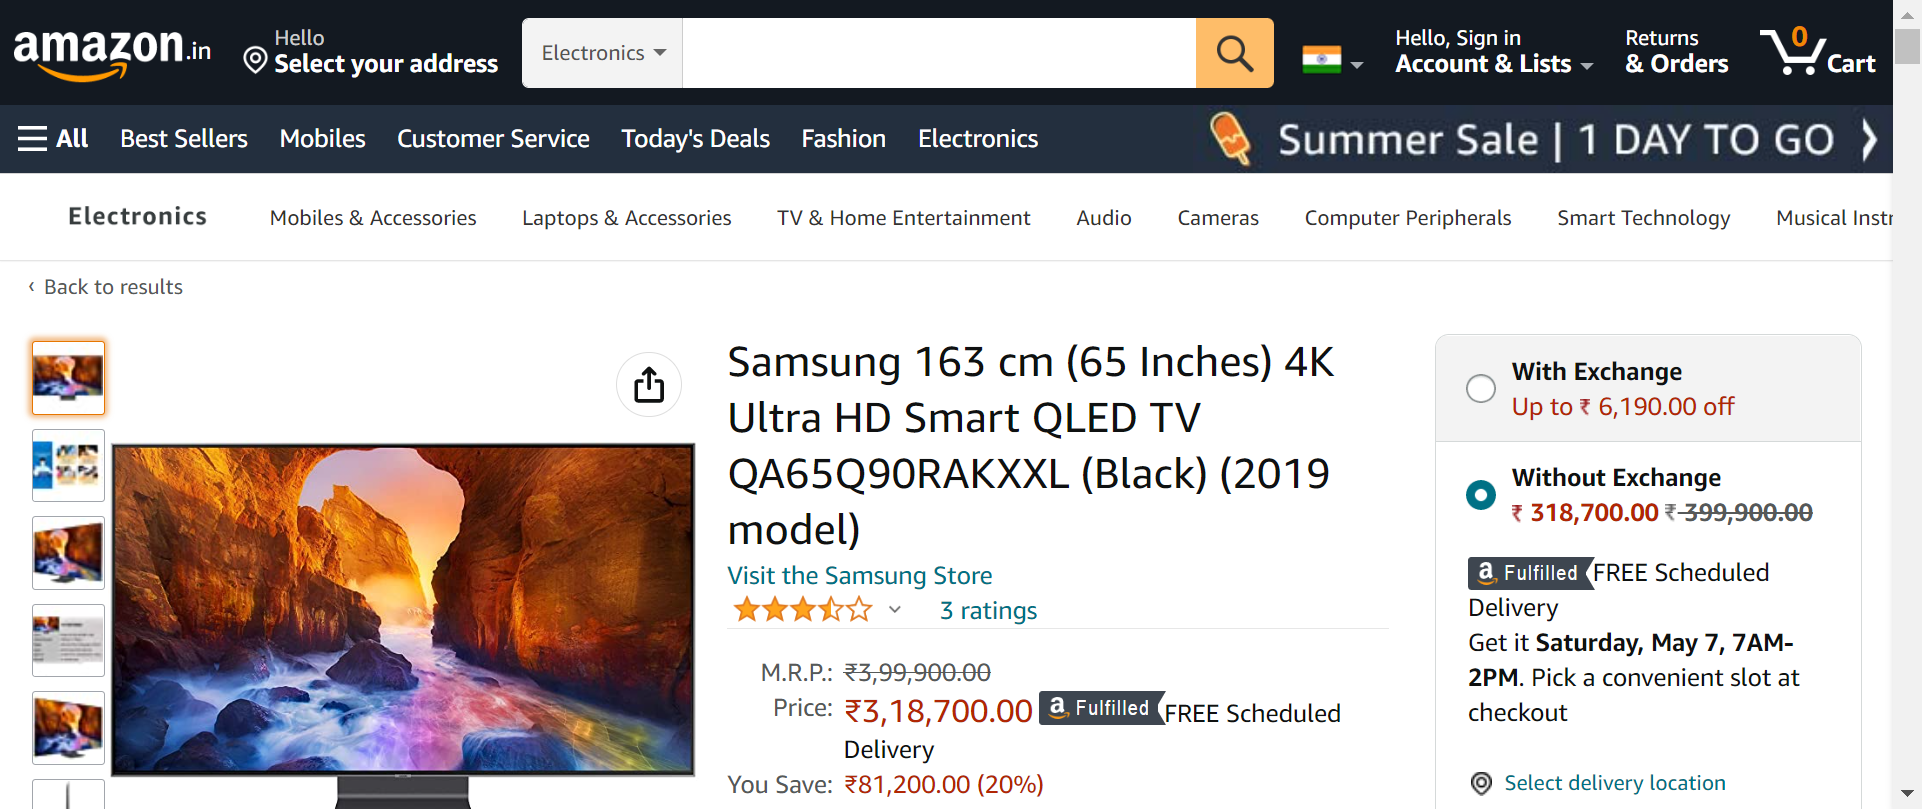 amazon.in
Hello
Select your address
Electronics
Hello, Sign in
Account & Lists
Returns
& Orders
0
Cart
All
Best Sellers
Mobiles
Customer Service
Today's Deals
Fashion
Electronics
Summer Sale | 1 DAY TO GO
Electronics
Mobiles & Accessories
Laptops & Accessories
TV & Home Entertainment
Audio
Cameras
Computer Peripherals
Smart Technology
Musical Instr
‹ Back to results
Samsung 163 cm (65 Inches) 4K
Ultra HD Smart QLED TV
QA65Q90RAKXXL (Black) (2019
model)
Visit the Samsung Store
3 ratings
M.R.P.: ₹3,99,900.00
Price: ₹3,18,700.00 a Fulfilled FREE Scheduled
Delivery
You Save: ₹81,200.00 (20%)
With Exchange
Up to ₹ 6,190.00 off
Without Exchange
₹ 318,700.00 ₹ 399,900.00
a Fulfilled FREE Scheduled
Delivery
Get it Saturday, May 7, 7AM-
2PM. Pick a convenient slot at
checkout
Select delivery location